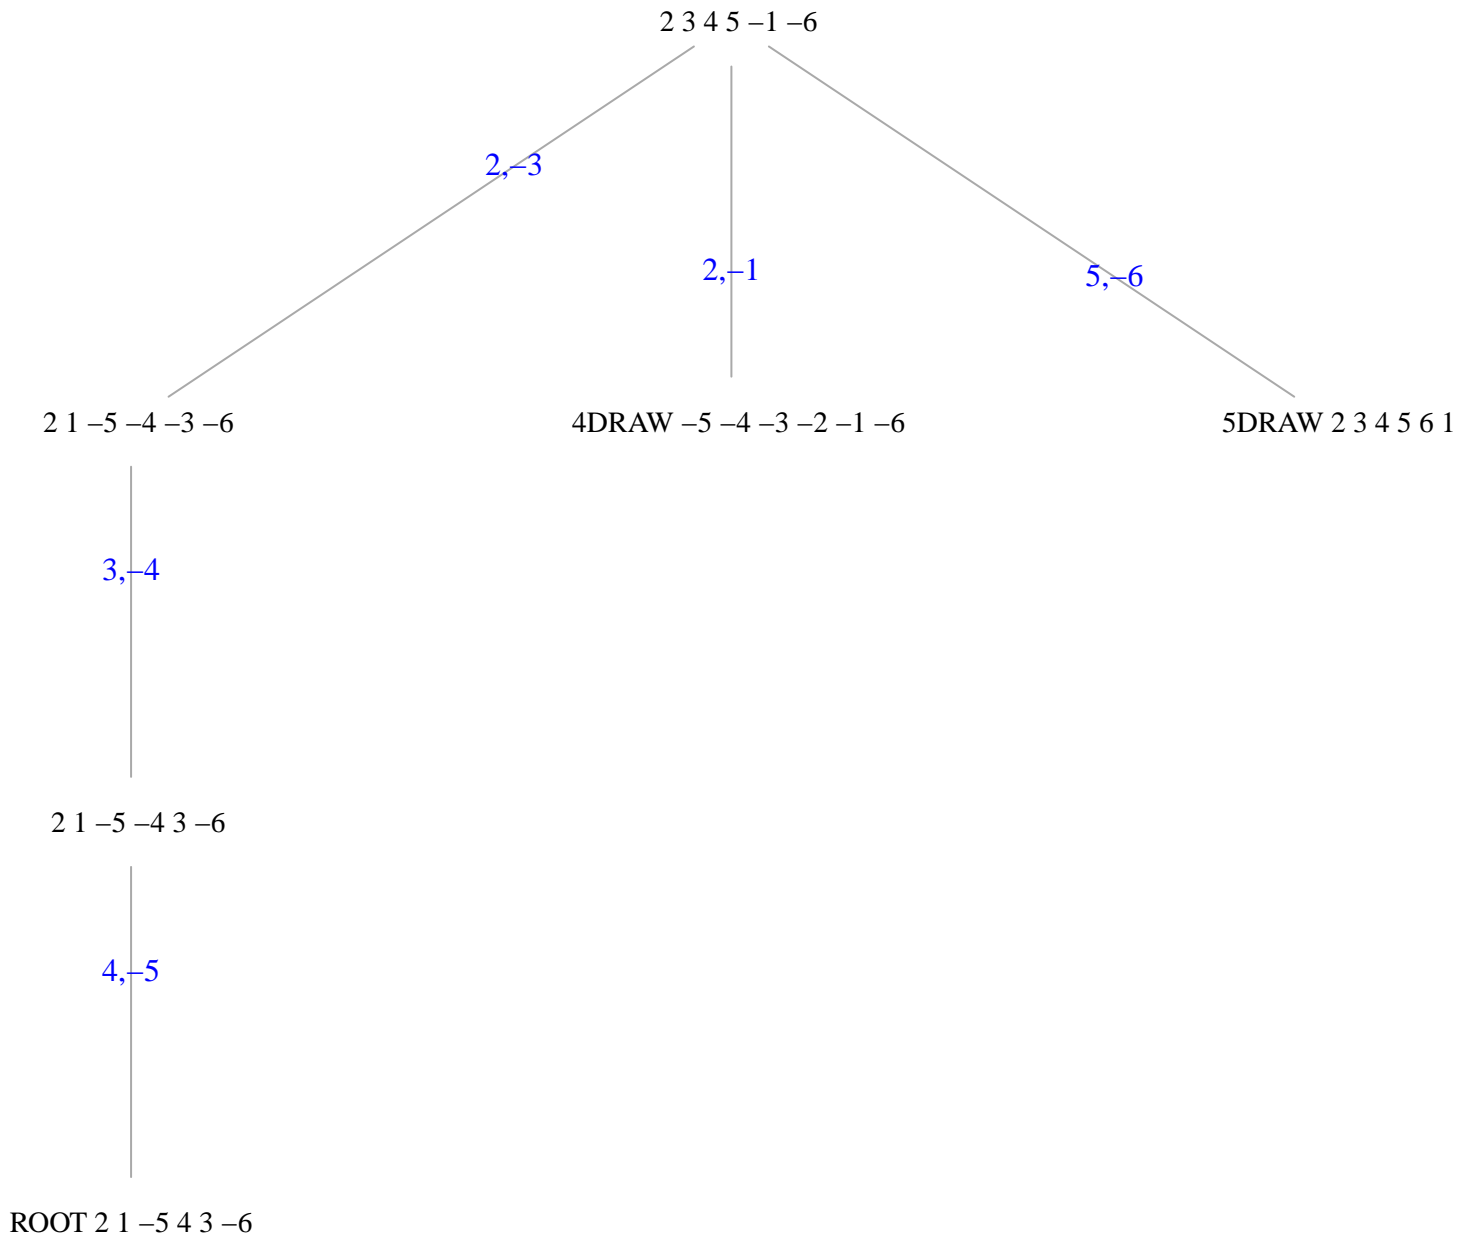 2 3 4 5 –1 –6
2,–3
2,–1
5,–6
2 1 –5 –4 –3 –6
4DRAW –5 –4 –3 –2 –1 –6
5DRAW 2 3 4 5 6 1
3,–4
2 1 –5 –4 3 –6
4,–5
ROOT 2 1 –5 4 3 –6